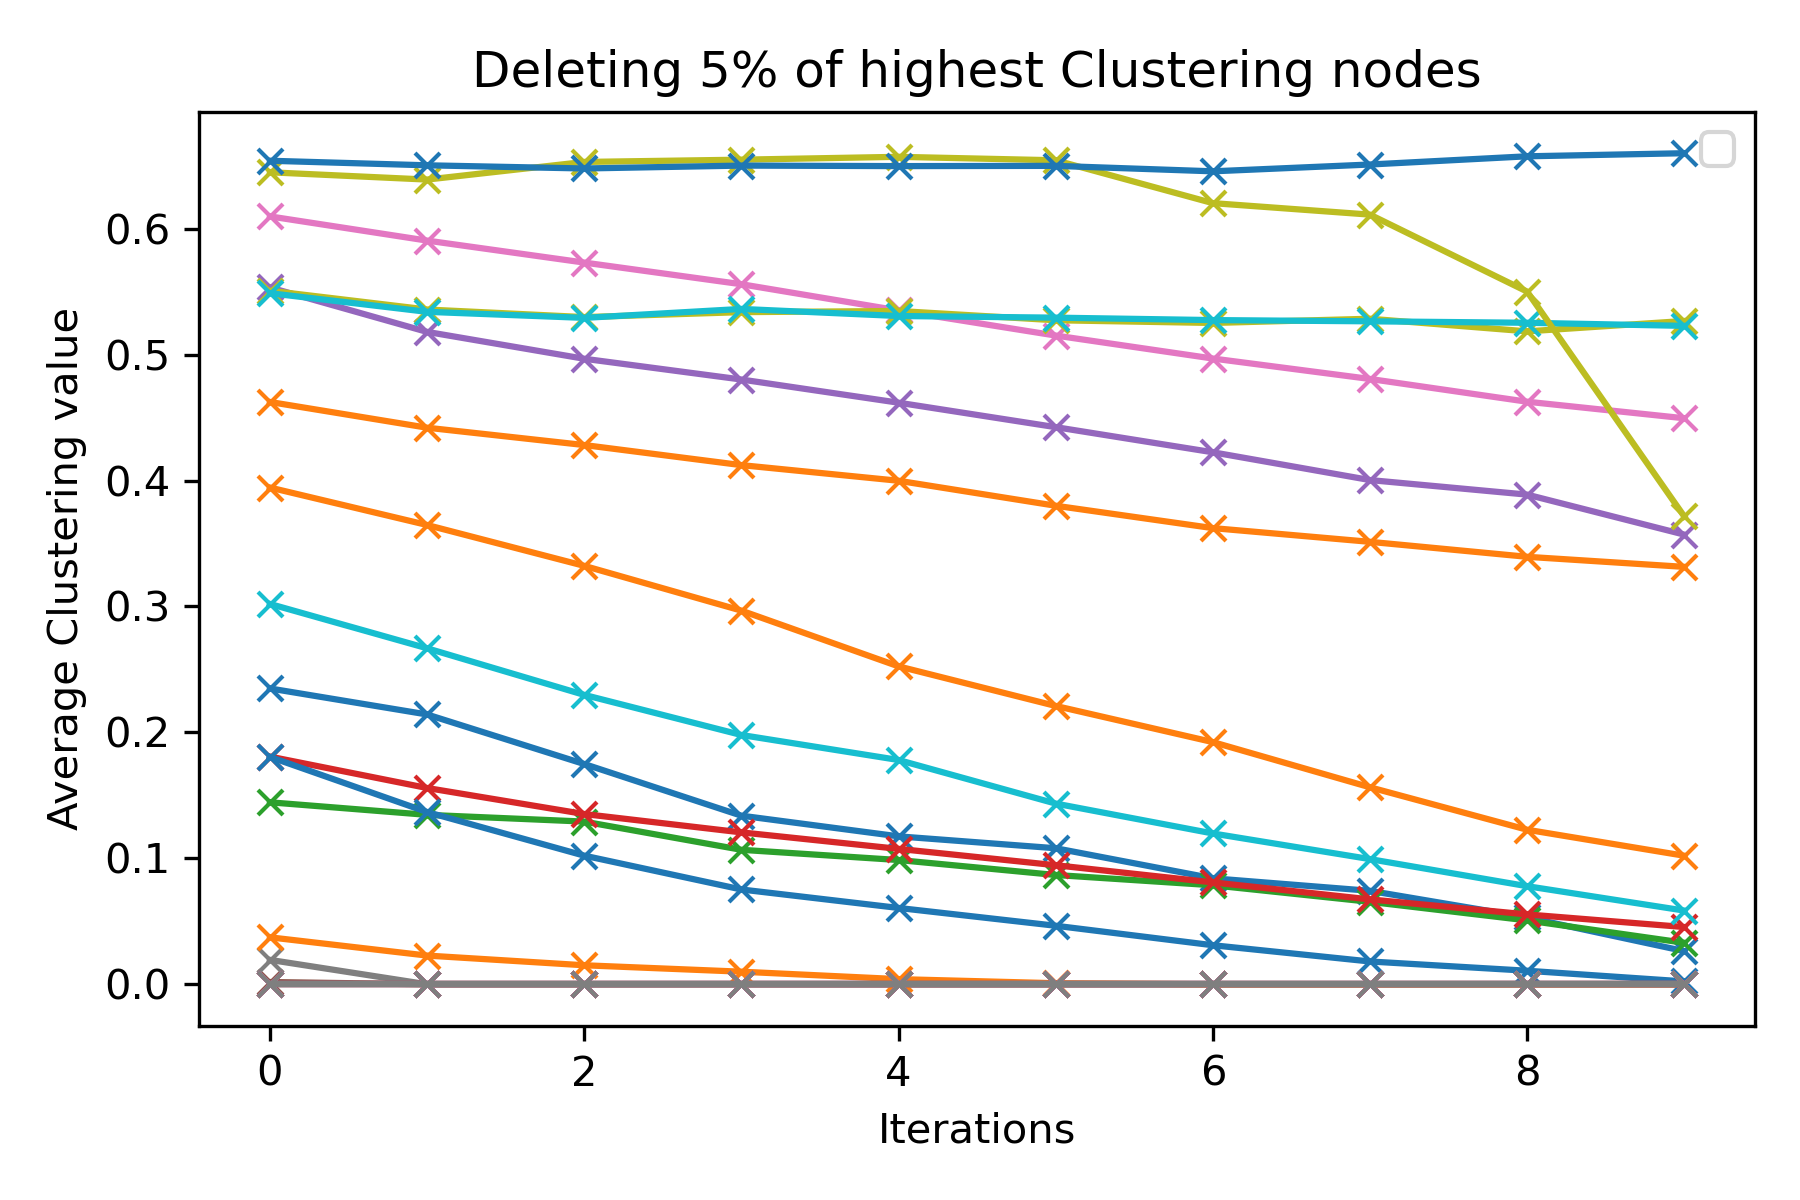 Deleting 5% of highest Clustering nodes
Average Clustering value
0.6
0.5
0.4
0.3
0.2
0.1
0.0
0 2 4 6 8
Iterations